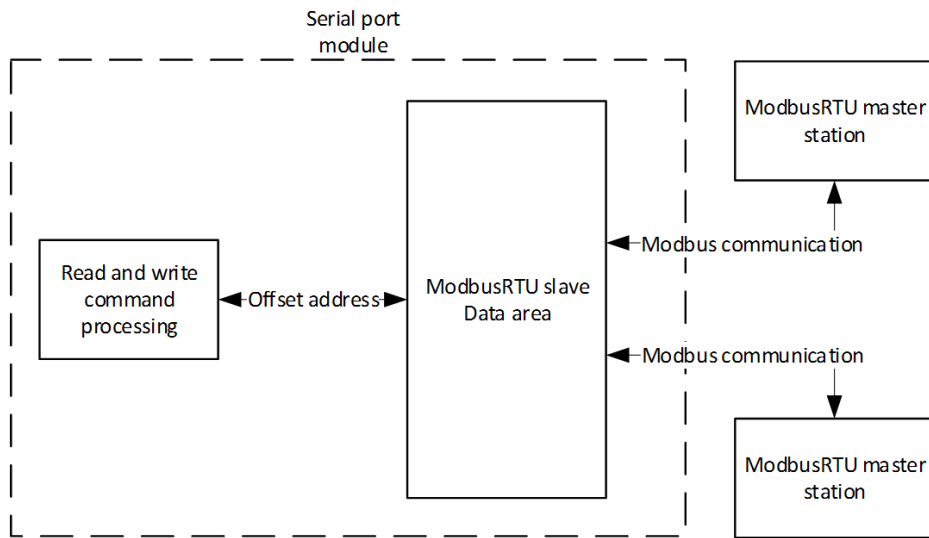 Serial port
module
ModbusRTU master
station
Modbus communication
Read and write
command
processing
Offset address
ModbusRTU slave
Data area
Modbus communication
ModbusRTU master
station